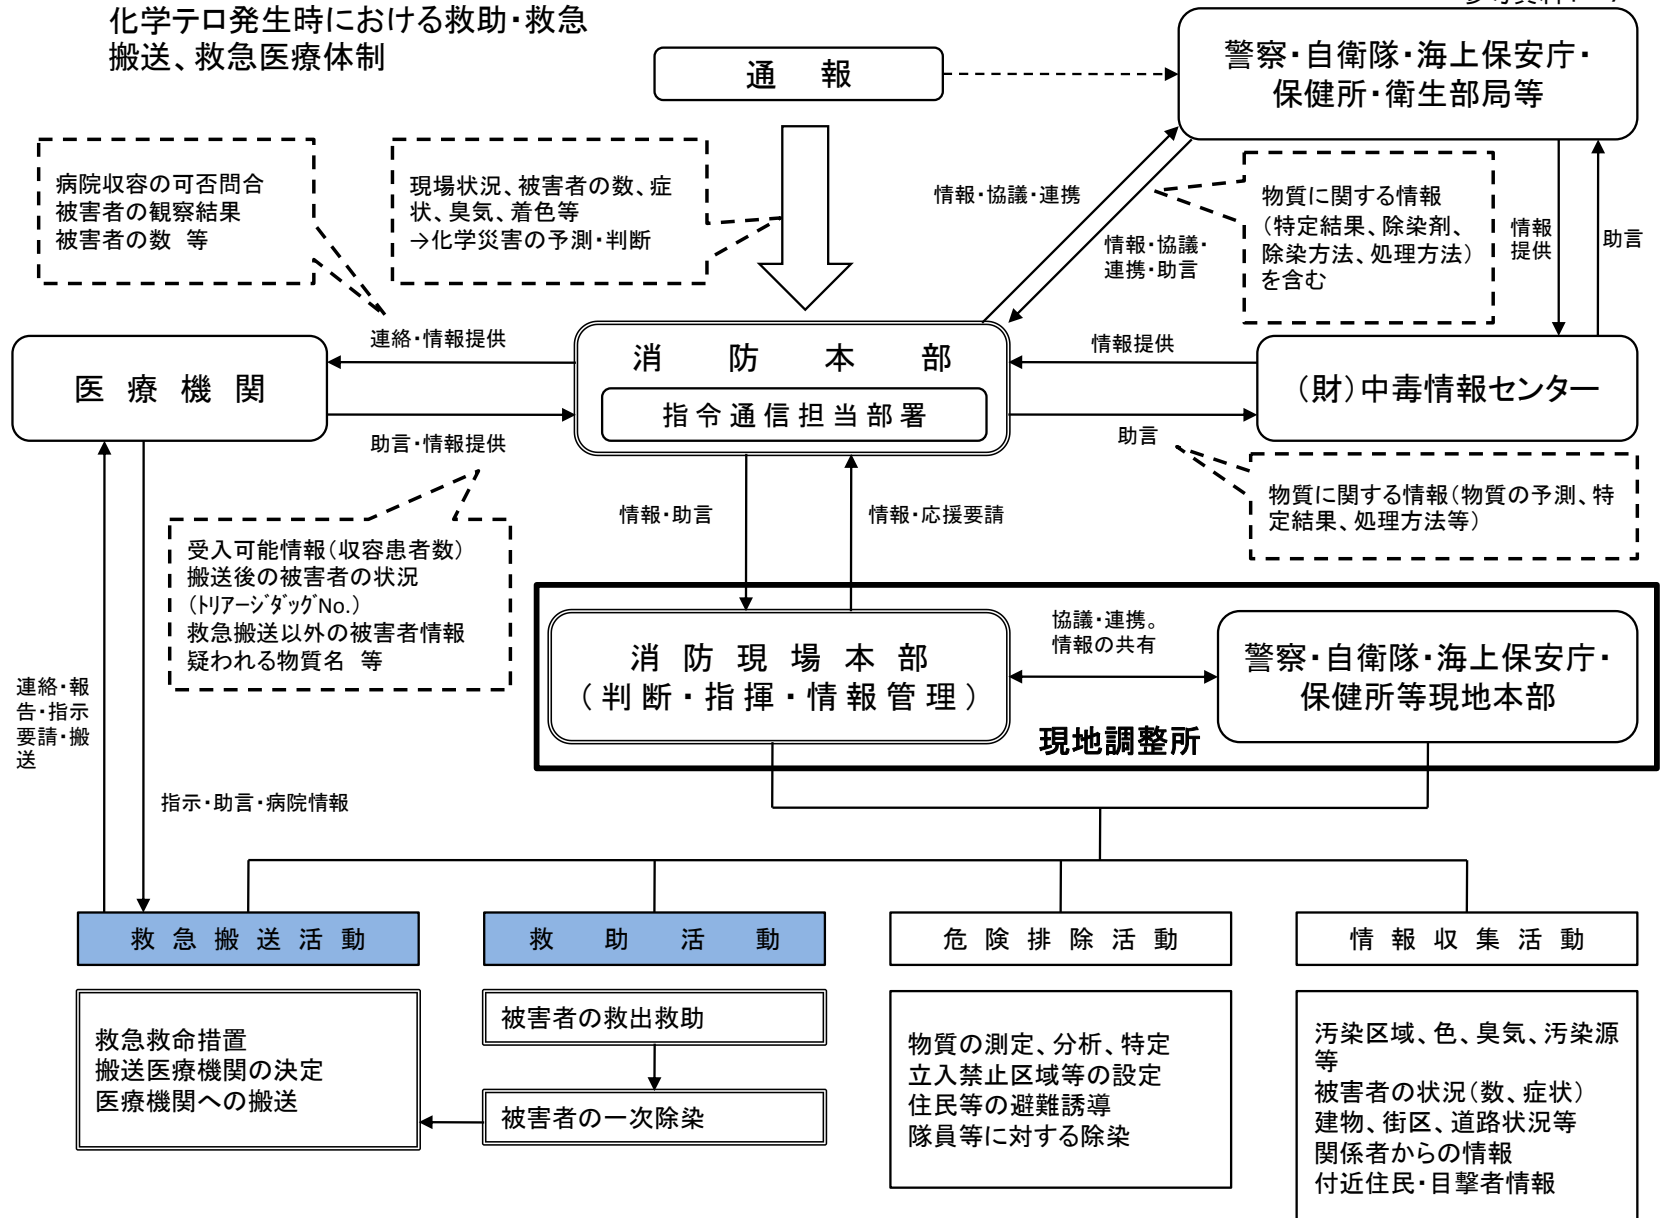 化学テロ発生時における救助・救急
搬送、救急医療体制
通　報
警察・自衛隊・海上保安庁・
保健所・衛生部局等
病院収容の可否問合
被害者の観察結果
被害者の数　等
現場状況、被害者の数、症
状、臭気、着色等
→化学災害の予測・判断
情報・協議・連携
情報・協議・
連携・助言
物質に関する情報
（特定結果、除染剤、
除染方法、処理方法）
を含む
情報
提供
助言
連絡・情報提供
消　防　本　部
指令通信担当部署
情報提供
医療機関
（財）中毒情報センター
助言・情報提供
助言
情報・助言
情報・応援要請
物質に関する情報（物質の予測、特
定結果、処理方法等）
受入可能情報（収容患者数）
搬送後の被害者の状況
（ﾄﾘｱｰｼﾞﾀﾞｯｸﾞNo.）
救急搬送以外の被害者情報
疑われる物質名　等
消防現場本部
（判断・指揮・情報管理）
協議・連携。
情報の共有
警察・自衛隊・海上保安庁・
保健所等現地本部
現地調整所
連絡・報
告・指示
要請・搬
送
指示・助言・病院情報
救急搬送活動
救助活動
危険排除活動
情報収集活動
救急救命措置
搬送医療機関の決定
医療機関への搬送
被害者の救出救助
被害者の一次除染
物質の測定、分析、特定
立入禁止区域等の設定
住民等の避難誘導
隊員等に対する除染
汚染区域、色、臭気、汚染源
等
被害者の状況（数、症状）
建物、街区、道路状況等
関係者からの情報
付近住民・目撃者情報